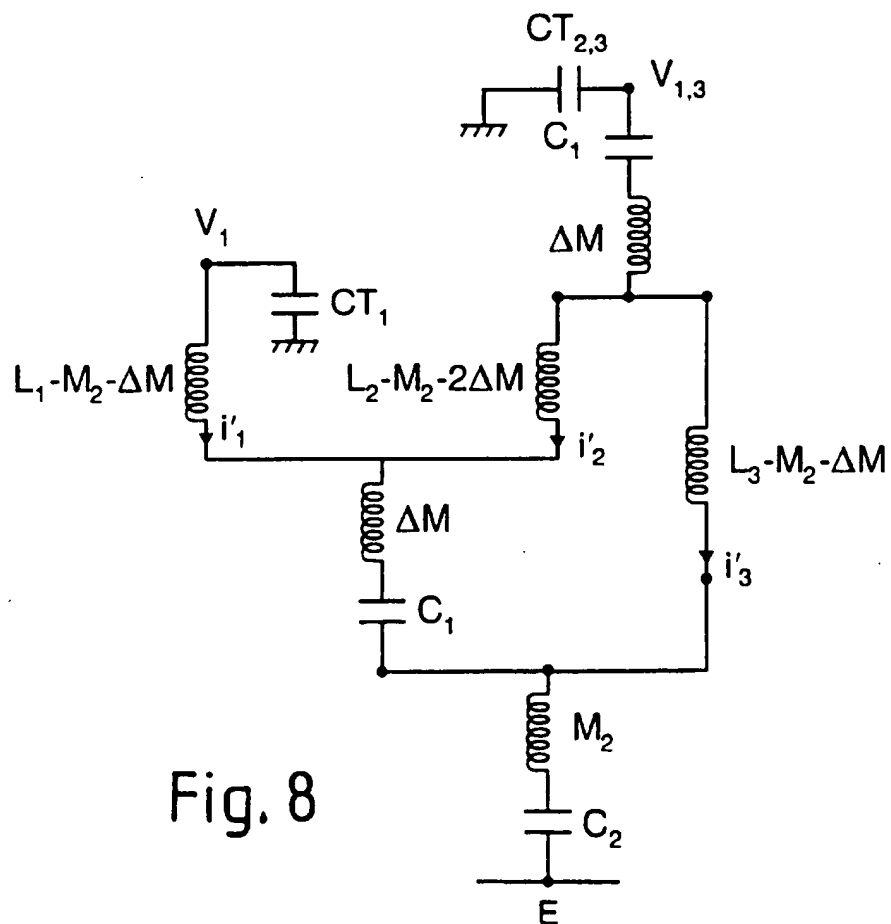 CT₂,₃
V₁,₃
C₁
ΔM
V₁
CT₁
L₁-M₂-ΔM
L₂-M₂-2ΔM
i'₁
i'₂
L₃-M₂-ΔM
ΔM
i'₃
C₁
M₂
Fig. 8
C₂
E